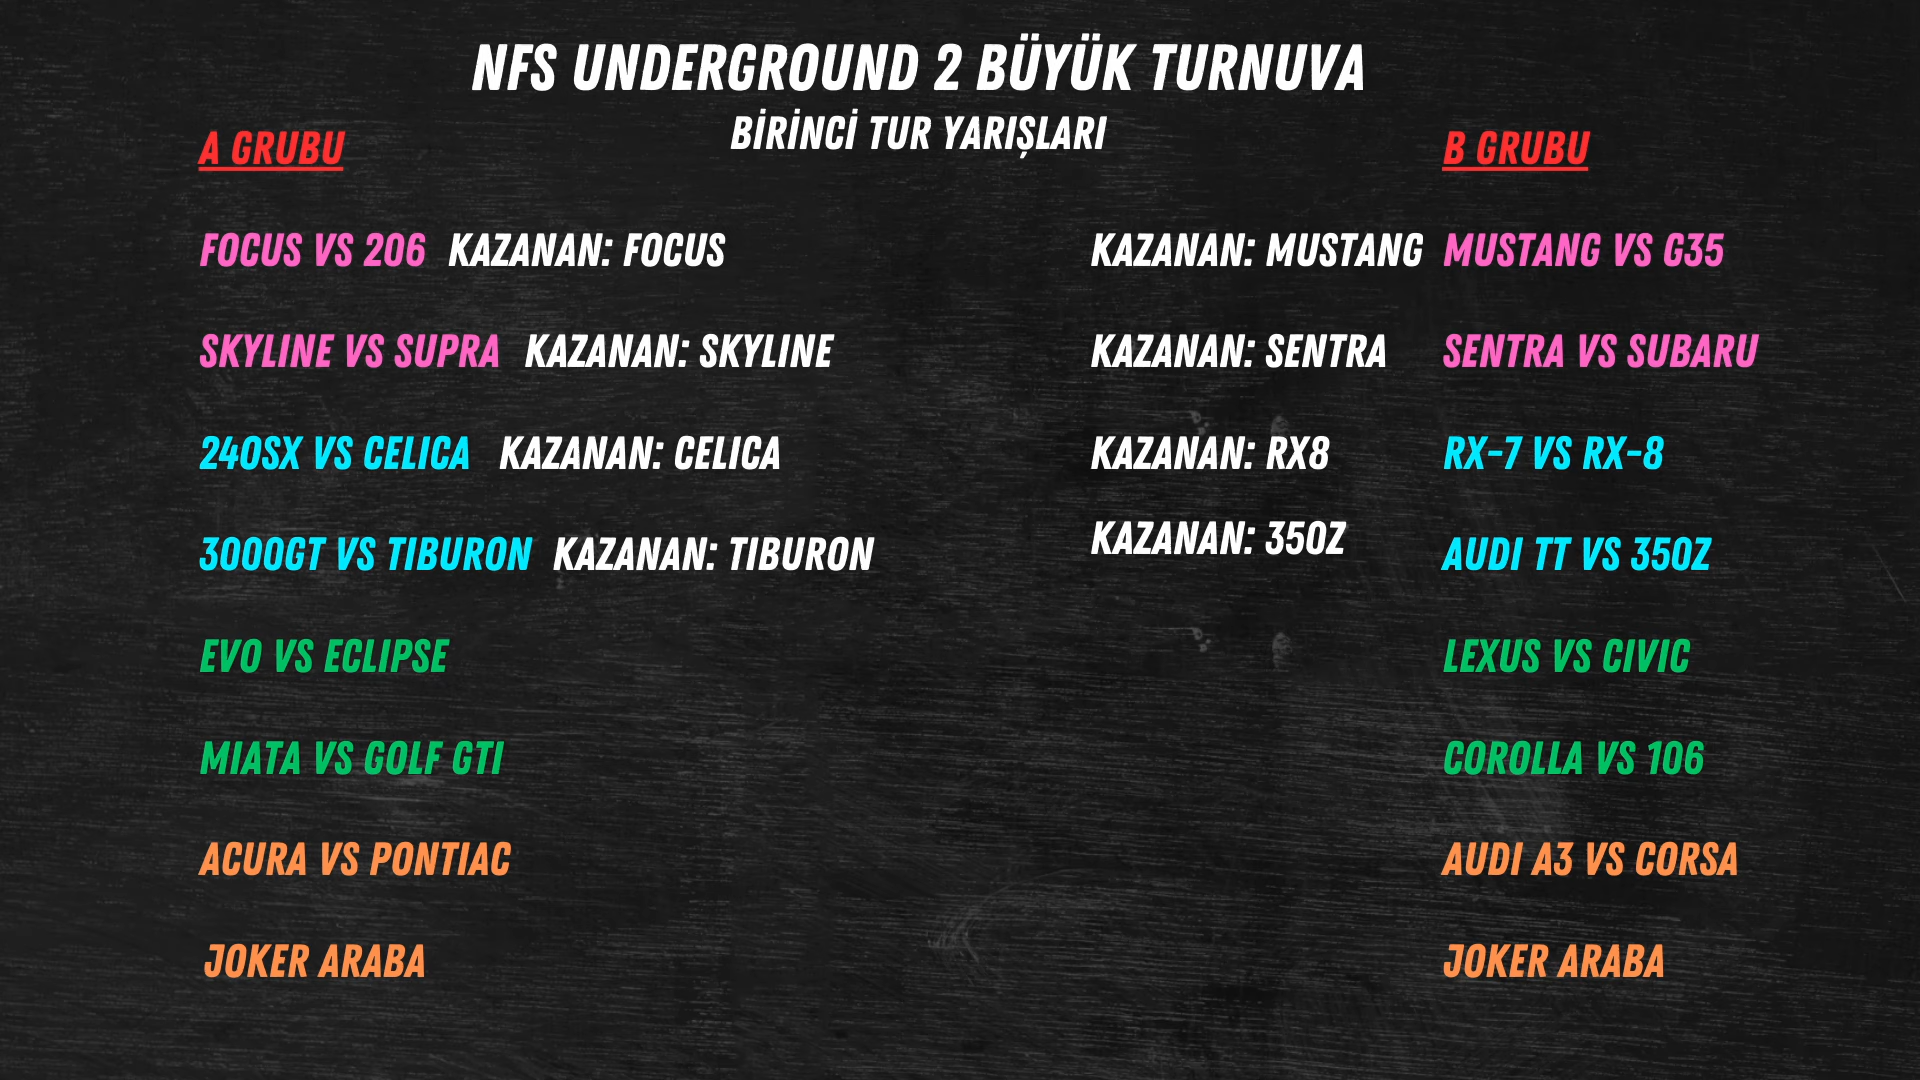 NFS UNDERGROUND 2 BÜYÜK TURNUVA
BİRİNCİ TUR YARIŞLARI
A GRUBU
FOCUS VS 206 KAZANAN: FOCUS
SKYLINE VS SUPRA KAZANAN: SKYLINE
240SX VS CELICA KAZANAN: CELICA
3000GT VS TIBURON KAZANAN: TIBURON
EVO VS ECLIPSE
MIATA VS GOLF GTI
ACURA VS PONTIAC
JOKER ARABA
B GRUBU
KAZANAN: MUSTANG MUSTANG VS G35
KAZANAN: SENTRA SENTRA VS SUBARU
KAZANAN: RX8 RX-7 VS RX-8
KAZANAN: 350Z AUDI TT VS 350Z
LEXUS VS CIVIC
COROLLA VS 106
AUDI A3 VS CORSA
JOKER ARABA